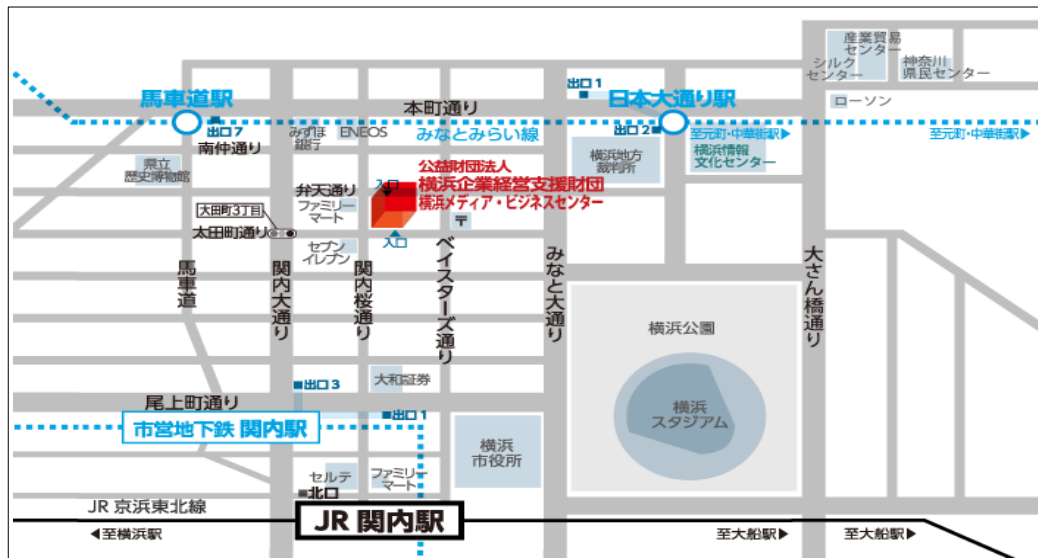 産業貿易
センター
シルク
センター
神奈川
県民センター
ローソン
出口1
馬車道駅
日本大通り駅
本町通り
出口7
みずほ
銀行
ENEOS
みなとみらい線
出口2
至元町・中華街駅▶
至元町・中華街駅▶
南仲通り
横浜地方
裁判所
横浜情報
文化センター
県立
歴史博物館
公益財団法人
横浜企業経営支援財団
横浜メディア・ビジネスセンター
入口
弁天通り
ファミリー
マート
大田町3丁目
太田町通り
〒
入口
セブン
イレブン
馬車道
関内大通り
関内桜通り
ベイスターズ通り
みなと大通り
大さん橋通り
横浜公園
横浜
スタジアム
出口3
大和証券
尾上町通り
出口1
市営地下鉄 関内駅
横浜
市役所
セルテ
ファミリー
マート
北口
JR 京浜東北線
JR 関内駅
◀至横浜駅
至大船駅▶
至大船駅▶